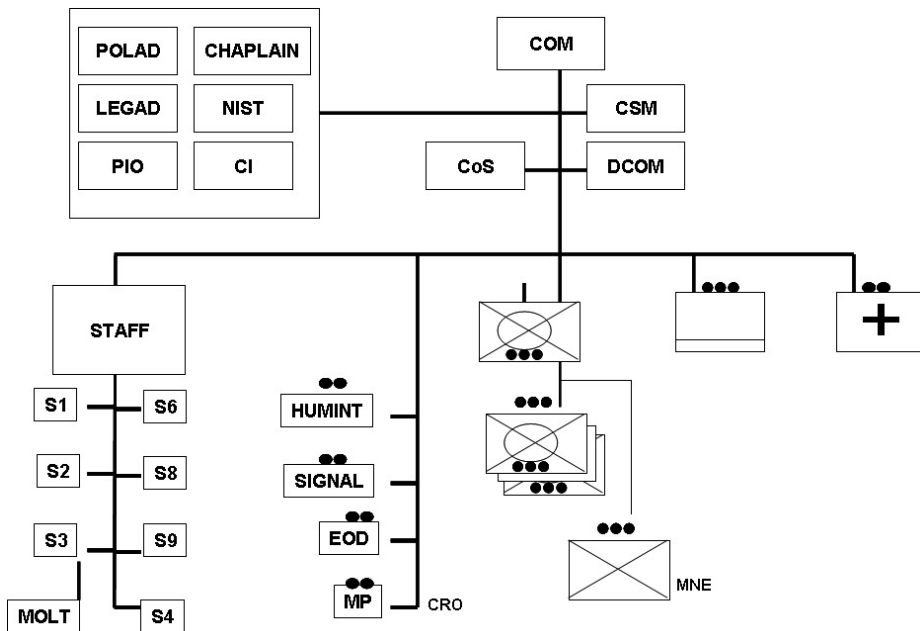 COM
POLAD
CHAPLAIN
LEGAD
NIST
CSM
PIO
CI
CoS
DCOM
STAFF
S1
S6
HUMINT
S2
S8
SIGNAL
S3
S9
EOD
MNE
MOLT
S4
MP
CRO